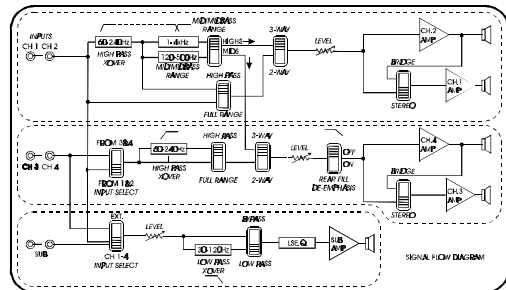 INPUTS
CH 1 CH 2
60-240Hz
HIGH PASS
XOVER
1-4kHz
120-500Hz
MID/MIDBASS
RANGE
MID/MIDBASS
RANGE
HIGHS
MIDS
HIGH PASS
FULL RANGE
3-WAY
2-WAY
LEVEL
BRIDGE
STEREO
CH.2
AMP
CH.1
AMP
CH 3 CH 4
FROM 3&4
FROM 1&2
INPUT SELECT
60-240Hz
HIGH PASS
XOVER
HIGH PASS
FULL RANGE
3-WAY
2-WAY
LEVEL
OFF
ON
REAR FILL
DE-EMPHASIS
BRIDGE
STEREO
CH.4
AMP
CH.3
AMP
SUB
EXT.
CH 1-4
INPUT SELECT
LEVEL
30-120Hz
LOW PASS
XOVER
BYPASS
LOW PASS
SUB
AMP
SIGNAL FLOW DIAGRAM